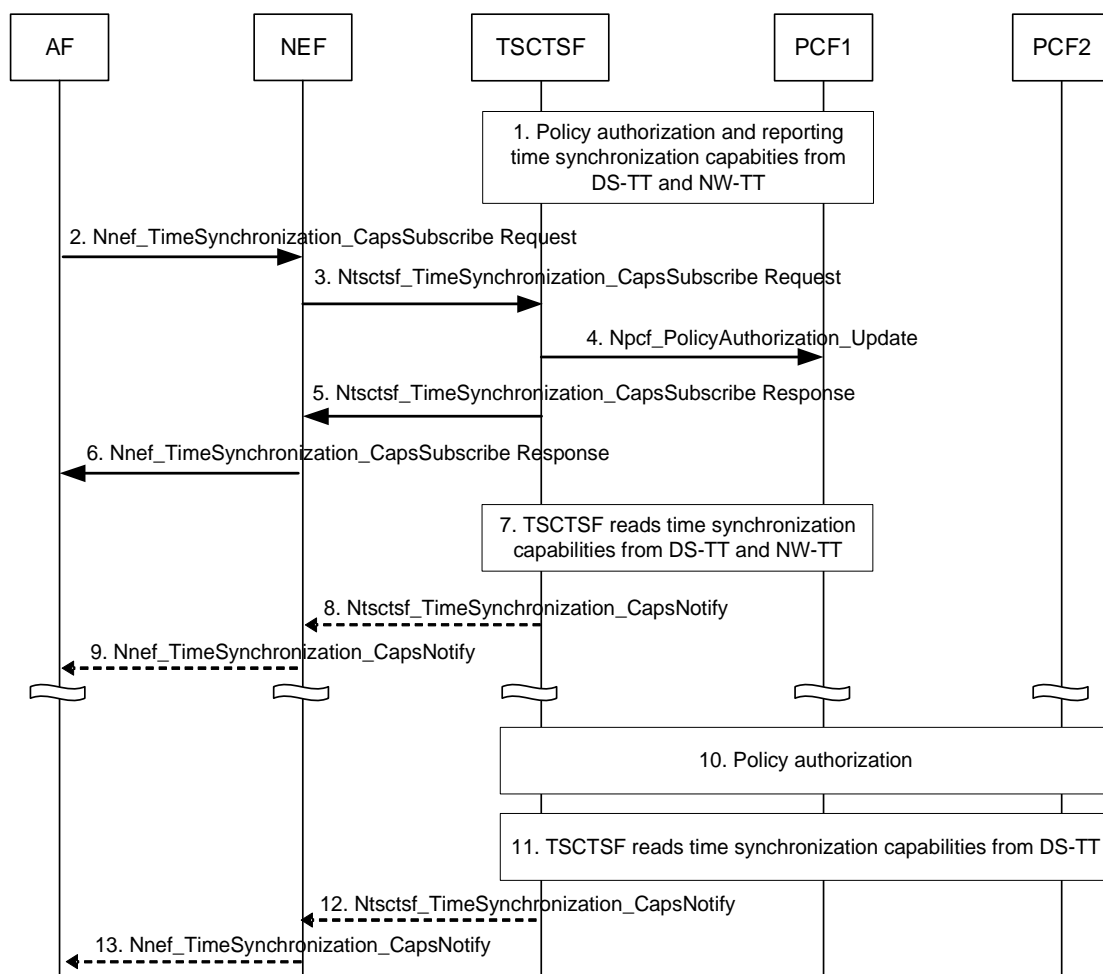 AF
NEF
TSCTSF
PCF1
PCF2
1. Policy authorization and reporting
time synchronization capabities from
DS-TT and NW-TT
2. Nnef_TimeSynchronization_CapsSubscribe Request
3. Ntsctsf_TimeSynchronization_CapsSubscribe Request
4. Npcf_PolicyAuthorization_Update
5. Ntsctsf_TimeSynchronization_CapsSubscribe Response
6. Nnef_TimeSynchronization_CapsSubscribe Response
7. TSCTSF reads time synchronization
capabilities from DS-TT and NW-TT
8. Ntsctsf_TimeSynchronization_CapsNotify
9. Nnef_TimeSynchronization_CapsNotify
10. Policy authorization
11. TSCTSF reads time synchronization capabilities from DS-TT
12. Ntsctsf_TimeSynchronization_CapsNotify
13. Nnef_TimeSynchronization_CapsNotify